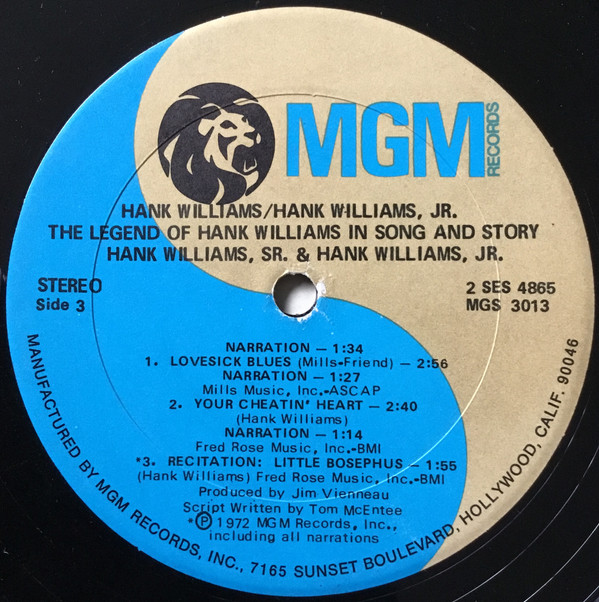 MGM
RECORDS
HANK WILLIAMS/HANK WILLIAMS, JR.
THE LEGEND OF HANK WILLIAMS IN SONG AND STORY
HANK WILLIAMS, SR. & HANK WILLIAMS, JR.
STEREO
Side 3
2 SES 4865
MGS 3013
NARRATION – 1:34
1. LOVESICK BLUES (Mills-Friend) – 2:56
NARRATION – 1:27
Mills Music, Inc.-ASCAP
2. YOUR CHEATIN' HEART – 2:40
(Hank Williams)
NARRATION – 1:14
Fred Rose Music, Inc.-BMI
*3. RECITATION: LITTLE BOSEPHUS – 1:55
(Hank Williams) Fred Rose Music, Inc.-BMI
Produced by Jim Vienneau
Script Written by Tom McEntee
*℗ 1972 MGM Records, Inc.,
including all narrations
MANUFACTURED BY MGM RECORDS, INC., 7165 SUNSET BOULEVARD, HOLLYWOOD, CALIF. 90046